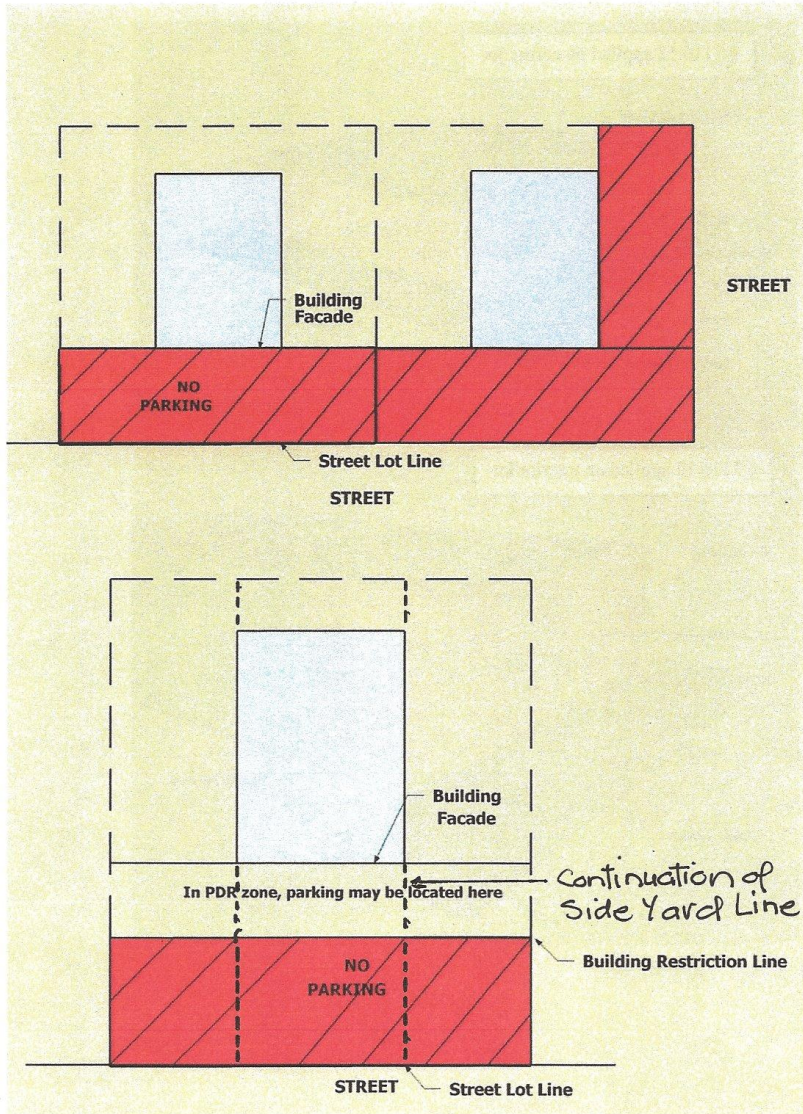 STREET
Building
Facade
NO
PARKING
Street Lot Line
STREET
Building
Facade
In PDR zone, parking may be located here
Continuation of
Side Yard Line
Building Restriction Line
NO
PARKING
STREET
Street Lot Line